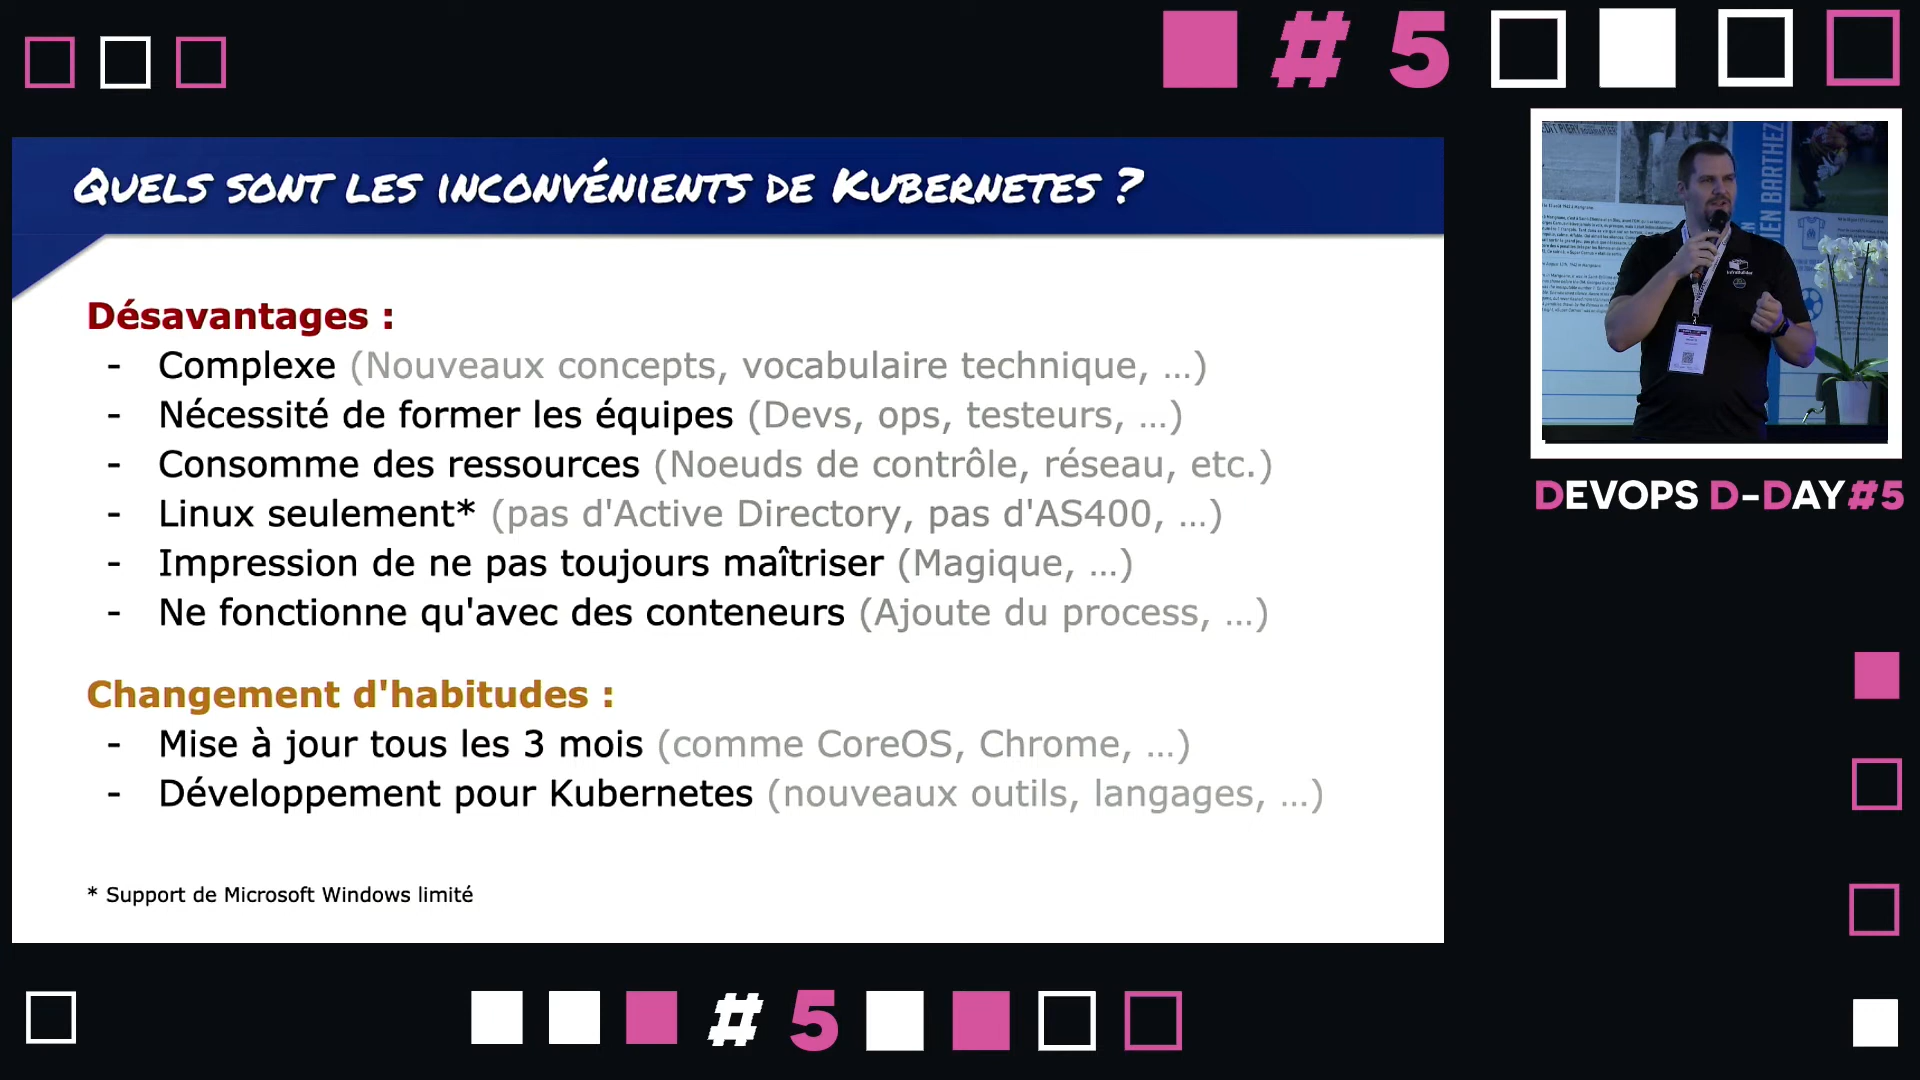 # 5
Quels sont les inconvénients de Kubernetes ?
Désavantages :
- Complexe (Nouveaux concepts, vocabulaire technique, ...)
- Nécessité de former les équipes (Devs, ops, testeurs, ...)
- Consomme des ressources (Noeuds de contrôle, réseau, etc.)
- Linux seulement* (pas d'Active Directory, pas d'AS400, ...)
- Impression de ne pas toujours maîtriser (Magique, ...)
- Ne fonctionne qu'avec des conteneurs (Ajoute du process, ...)
Changement d'habitudes :
- Mise à jour tous les 3 mois (comme CoreOS, Chrome, ...)
- Développement pour Kubernetes (nouveaux outils, langages, ...)
* Support de Microsoft Windows limité
BARTHEZ
DEVOPS D-DAY#5
# 5